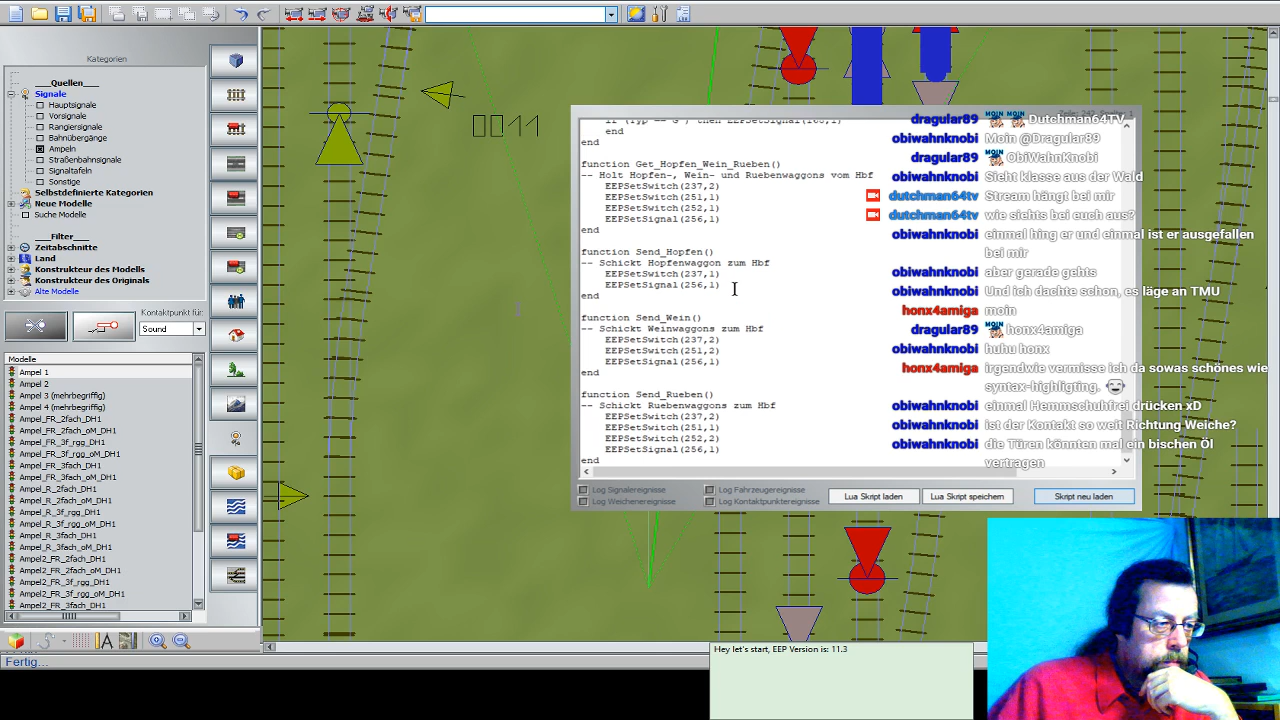 Kategorien
___Quellen___
Signale
Hauptsignale
Vorsignale
Rangiersignale
Bahnübergänge
Ampeln
Straßenbahnsignale
Signaltafeln
Sonstige
Selbstdefinierte Kategorien
Neue Modelle
Suche Modelle
___Filter___
Zeitabschnitte
Land
Konstrukteure des Modells
Konstrukteure des Originals
Alte Modelle
Kontaktpunkt für:
Sound
Modelle
Ampel 1
Ampel 2
Ampel 3 (mehrbegriffig)
Ampel 4 (mehrbegriffig)
Ampel_FR_2fach_DH1
Ampel_FR_2fach_oM_DH1
Ampel_FR_3f_rgg_DH1
Ampel_FR_3fach_DH1
Ampel_R_2fach_DH1
Ampel_R_2fach_oM_DH1
Ampel_R_3f_rgg_DH1
Ampel_R_3f_rgg_oM_DH1
Ampel_R_3fach_DH1
Ampel_R_3fach_oM_DH1
Ampel2_FR_2fach_DH1
Ampel2_FR_2fach_oM_DH1
Ampel2_FR_3f_rgg_DH1
Ampel2_FR_3f_rgg_oM_DH1
Ampel2_FR_3fach_DH1
Fertig...
0011
end
end
function Get_Hopfen_Wein_Rueben()
-- Holt Hopfen-, Wein- und Ruebenwaggons vom Hbf
EEPSetSwitch(237,2)
EEPSetSwitch(251,1)
EEPSetSwitch(252,1)
EEPSetSignal(256,1)
end
function Send_Hopfen()
-- Schickt Hopfenwaggon zum Hbf
EEPSetSwitch(237,1)
EEPSetSignal(256,1)
end
function Send_Wein()
-- Schickt Weinwaggons zum Hbf
EEPSetSwitch(237,2)
EEPSetSwitch(251,2)
EEPSetSignal(256,1)
end
function Send_Rueben()
-- Schickt Ruebenwaggons zum Hbf
EEPSetSwitch(237,2)
EEPSetSwitch(251,1)
EEPSetSwitch(252,2)
EEPSetSignal(256,1)
end
Log Signalereignisse
Log Fahrzeugereignisse
Log Weichenereignisse
Log Kontaktpunktereignisse
Lua Skript laden
Lua Skript speichern
Skript neu laden
dragular89 MOIN MOIN Dutchman64TV
obiwahnknobi Moin @Dragular89
dragular89 MOIN ObiWahnKnobi
obiwahnknobi Sieht klasse aus der Wald
dutchman64tv Stream hängt bei mir
dutchman64tv wie siehts bei euch aus?
obiwahnknobi einmal hing er und einmal ist er ausgefallen
bei mir
obiwahnknobi aber gerade gehts
obiwahnknobi Und ich dachte schon, es läge an TMU
honx4amiga moin
dragular89 MOIN honx4amiga
obiwahnknobi huhu honx
honx4amiga irgendwie vermisse ich da sowas schönes wie
syntax-highligting.
obiwahnknobi einmal Hemmschuhfrei drücken xD
obiwahnknobi ist der Kontakt so weit Richtung Weiche?
obiwahnknobi die Türen könnten mal ein bischen Öl
vertragen
Hey let's start, EEP Version is: 11.3